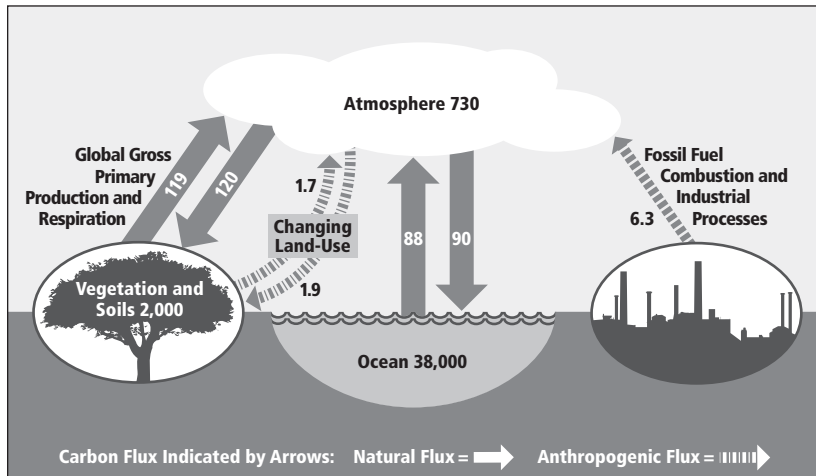 Atmosphere 730
Global Gross
Primary
Production and
Respiration
119
120
1.7
Changing
Land-Use
1.9
88
90
Fossil Fuel
Combustion and
Industrial
Processes
6.3
Vegetation and
Soils 2,000
Ocean 38,000
Carbon Flux Indicated by Arrows: Natural Flux = Anthropogenic Flux =